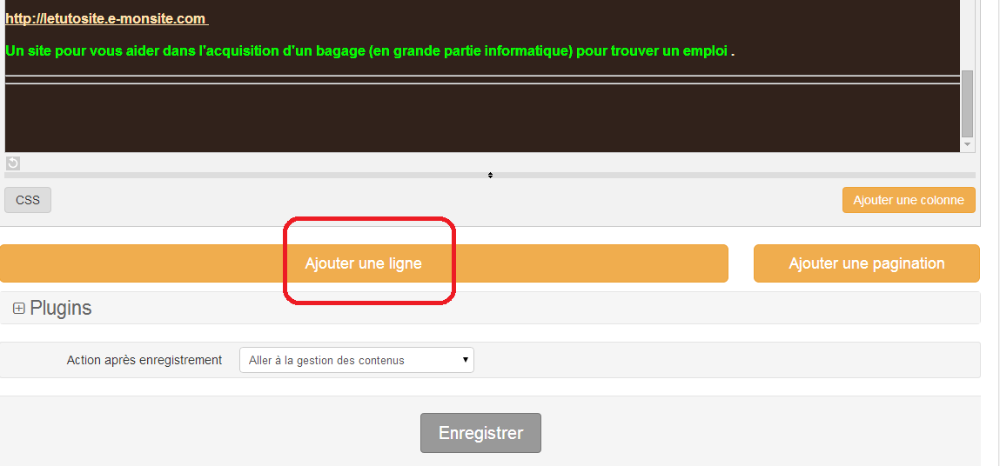 http://letutosite.e-monsite.com
Un site pour vous aider dans l'acquisition d'un bagage (en grande partie informatique) pour trouver un emploi .
CSS
Ajouter une colonne
Ajouter une ligne
Ajouter une pagination
Plugins
Action après enregistrement
Aller à la gestion des contenus
Enregistrer